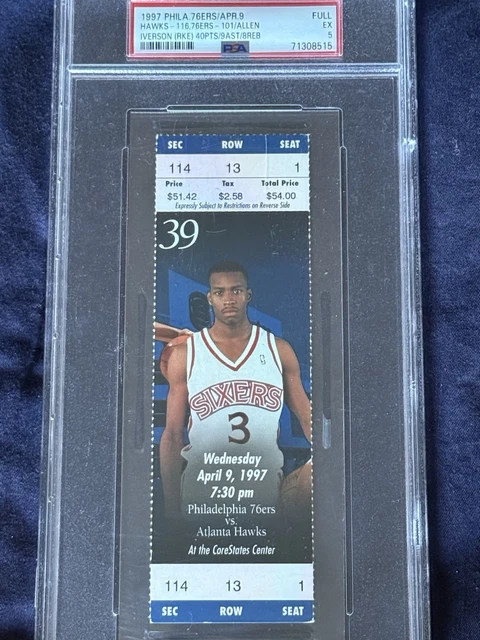 1997 PHILA.76ERS/APR.9 FULL
HAWKS-116,76ERS-101/ALLEN EX
IVERSON (RKE) 40PTS/9AST/8REB 5
PSA 71308515
SEC ROW SEAT
114 13 1
Price Tax Total Price
$51.42 $2.58 $54.00
Expressly Subject to Restrictions on Reverse Side
39
SIXERS
3
Wednesday
April 9, 1997
7:30 pm
Philadelphia 76ers
vs.
Atlanta Hawks
At the CoreStates Center
114 13 1
SEC ROW SEAT